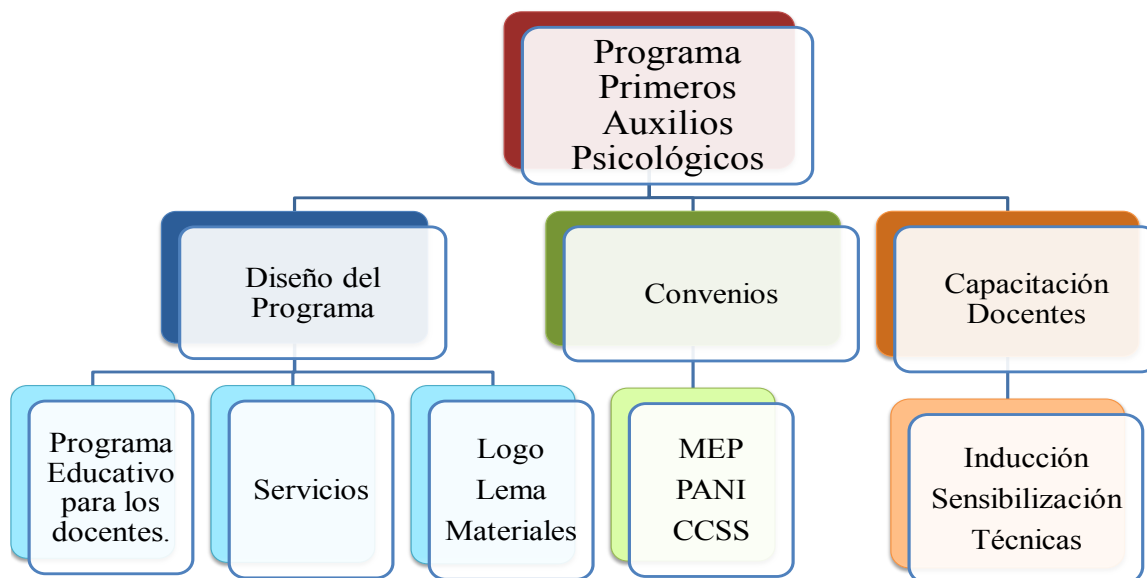 Programa
Primeros
Auxilios
Psicológicos
Diseño del
Programa
Convenios
Capacitación
Docentes
Programa
Educativo
para los
docentes.
Servicios
Logo
Lema
Materiales
MEP
PANI
CCSS
Inducción
Sensibilización
Técnicas